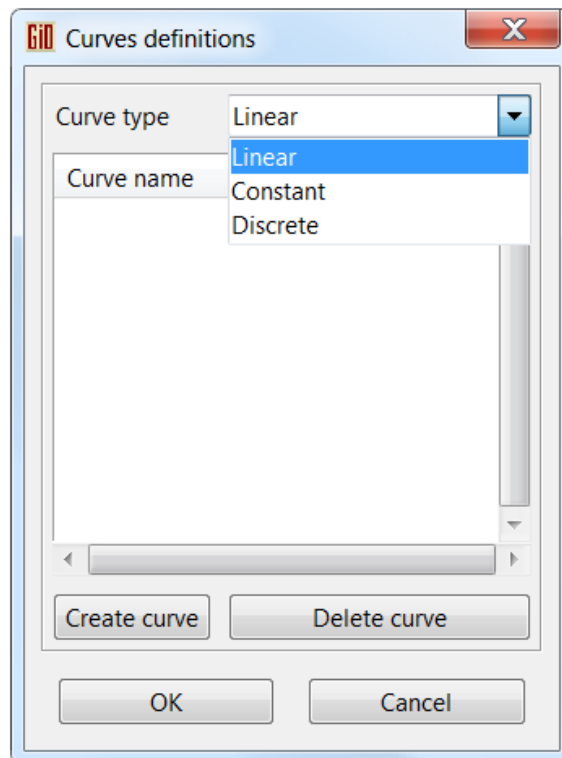 GiD Curves definitions
Curve type Linear
Linear
Curve name
Constant
Discrete
Create curve Delete curve
OK Cancel